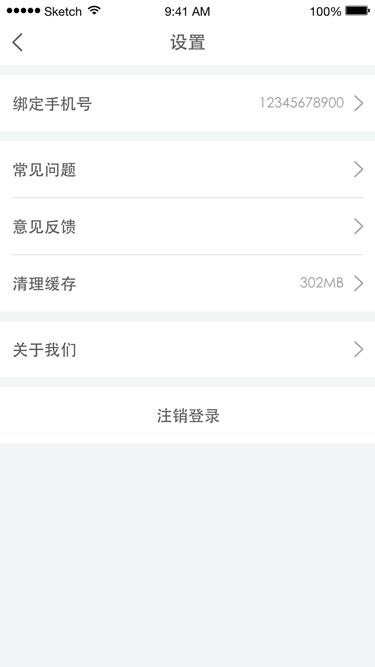 Sketch 9:41 AM 100%
设置
绑定手机号 12345678900
常见问题
意见反馈
清理缓存 302MB
关于我们
注销登录